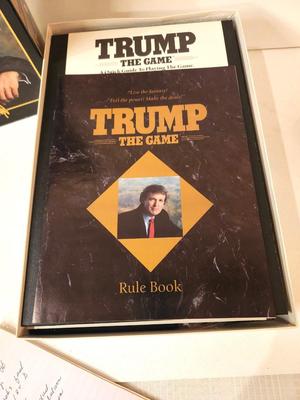 TRUMP
THE GAME
A Quick Guide To Playing The Game
"Live the fantasy!
Feel the power! Make the deals!"
TRUMP
THE GAME
Rule Book